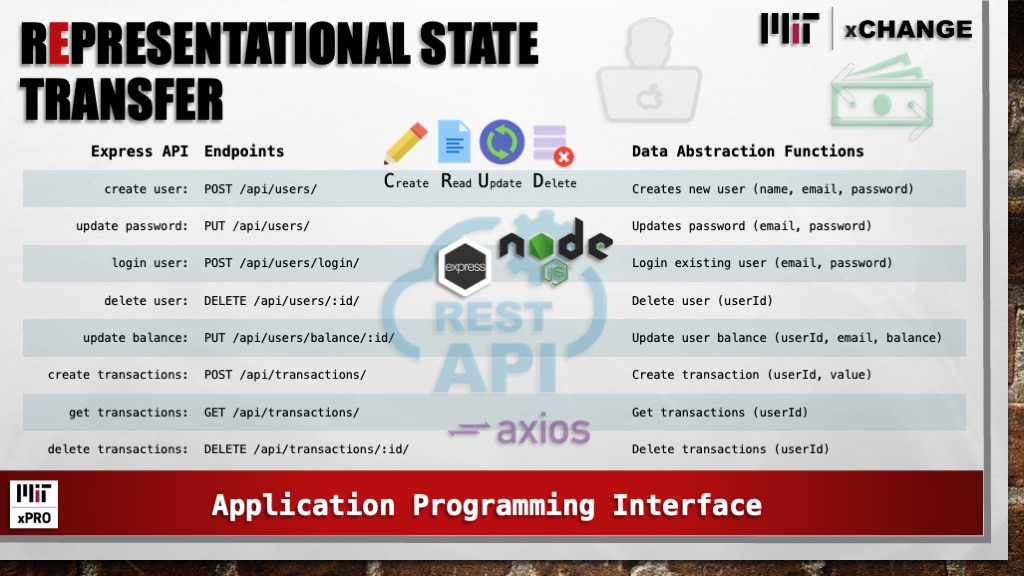 REPRESENTATIONAL STATE
TRANSFER
MIT xCHANGE
Express API Endpoints Data Abstraction Functions
Create Read Update Delete
create user: POST /api/users/ Creates new user (name, email, password)
update password: PUT /api/users/ Updates password (email, password)
login user: POST /api/users/login/ Login existing user (email, password)
delete user: DELETE /api/users/:id/ Delete user (userId)
update balance: PUT /api/users/balance/:id/ Update user balance (userId, email, balance)
create transactions: POST /api/transactions/ Create transaction (userId, value)
get transactions: GET /api/transactions/ Get transactions (userId)
delete transactions: DELETE /api/transactions/:id/ Delete transactions (userId)
express
node
JS
REST
API
axios
MIT
xPRO
Application Programming Interface